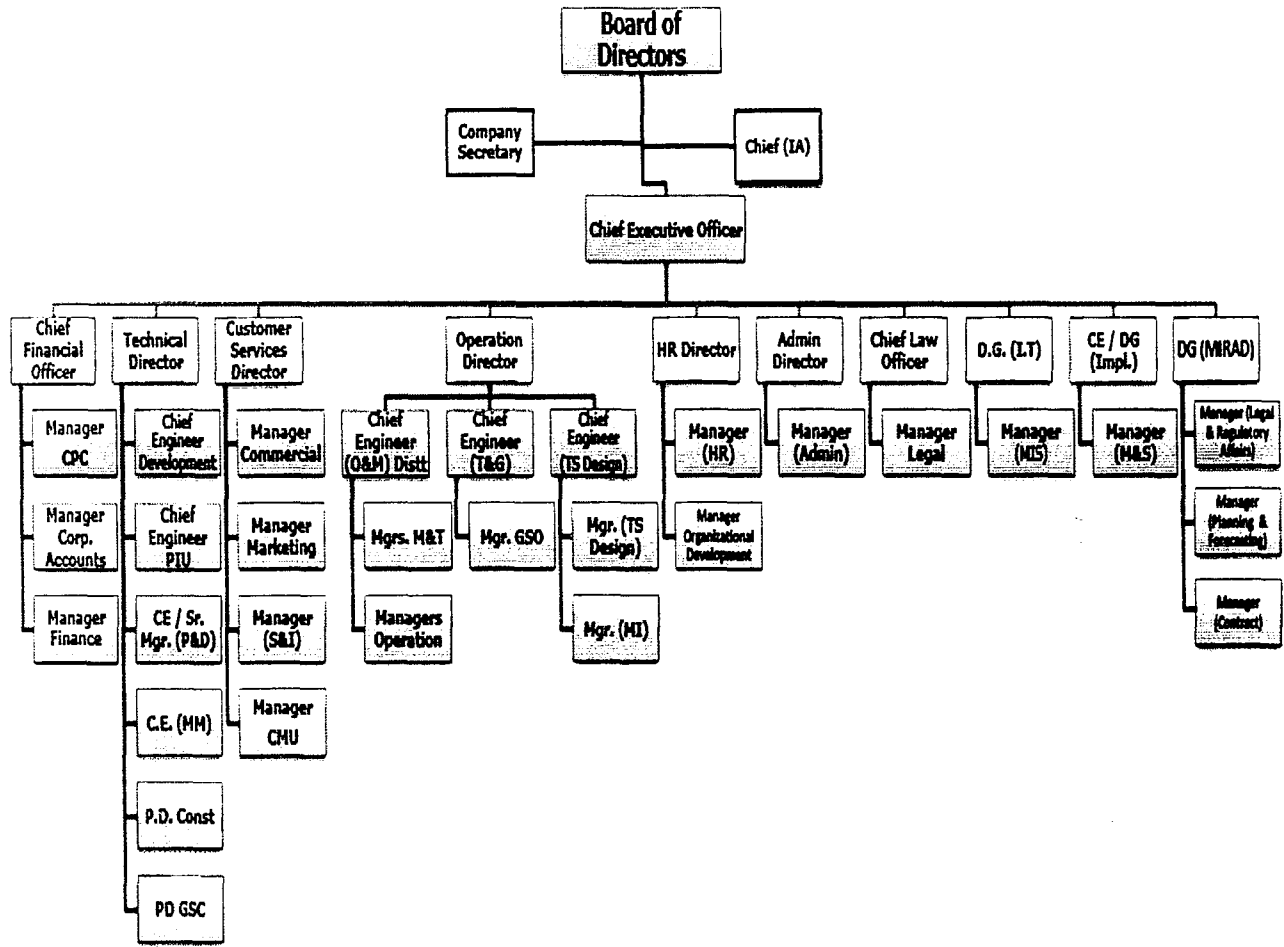 Board of
Directors
Company
Secretary
Chief (IA)
Chief Executive Officer
Chief
Financial
Officer
Technical
Director
Customer
Services
Director
Operation
Director
HR Director
Admin
Director
Chief Law
Officer
D.G. (I.T)
CE / DG
(Impl.)
DG (MIRAD)
Manager
CPC
Manager
Corp.
Accounts
Manager
Finance
Chief
Engineer
Development
Chief
Engineer
PIU
CE / Sr.
Mgr. (P&D)
C.E. (MM)
P.D. Const
PD GSC
Manager
Commercial
Manager
Marketing
Manager
(S&I)
Manager
CMU
Chief
Engineer
(O&M) Distt
Mgrs. M&T
Managers
Operation
Chief
Engineer
(T&G)
Mgr. GSO
Chief
Engineer
(TS Design)
Mgr. (TS
Design)
Mgr. (MI)
Manager
(HR)
Manager
Organizational
Development
Manager
(Admin)
Manager
Legal
Manager
(MIS)
Manager
(M&S)
Manager (Legal
& Regulatory
Affairs)
Manager
(Planning &
Forecasting)
Manager
(Contract)